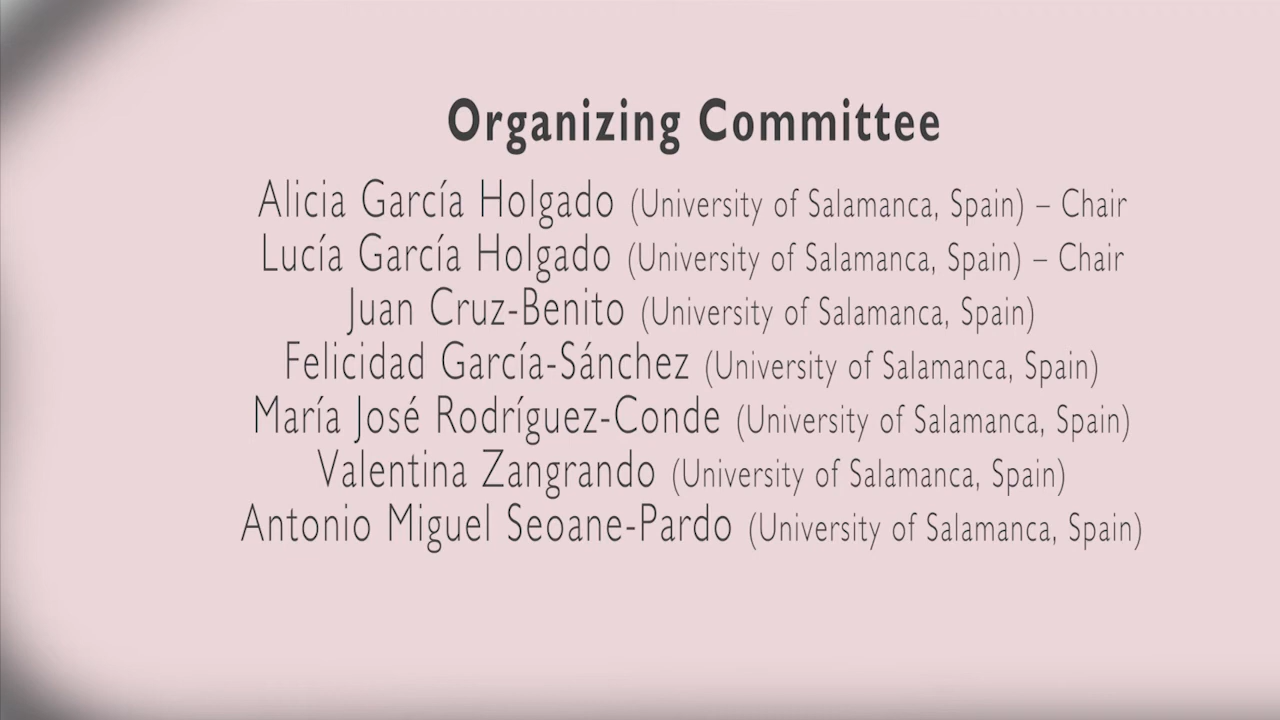 Organizing Committee
Alicia García Holgado (University of Salamanca, Spain) – Chair
Lucía García Holgado (University of Salamanca, Spain) – Chair
Juan Cruz-Benito (University of Salamanca, Spain)
Felicidad García-Sánchez (University of Salamanca, Spain)
María José Rodríguez-Conde (University of Salamanca, Spain)
Valentina Zangrando (University of Salamanca, Spain)
Antonio Miguel Seoane-Pardo (University of Salamanca, Spain)